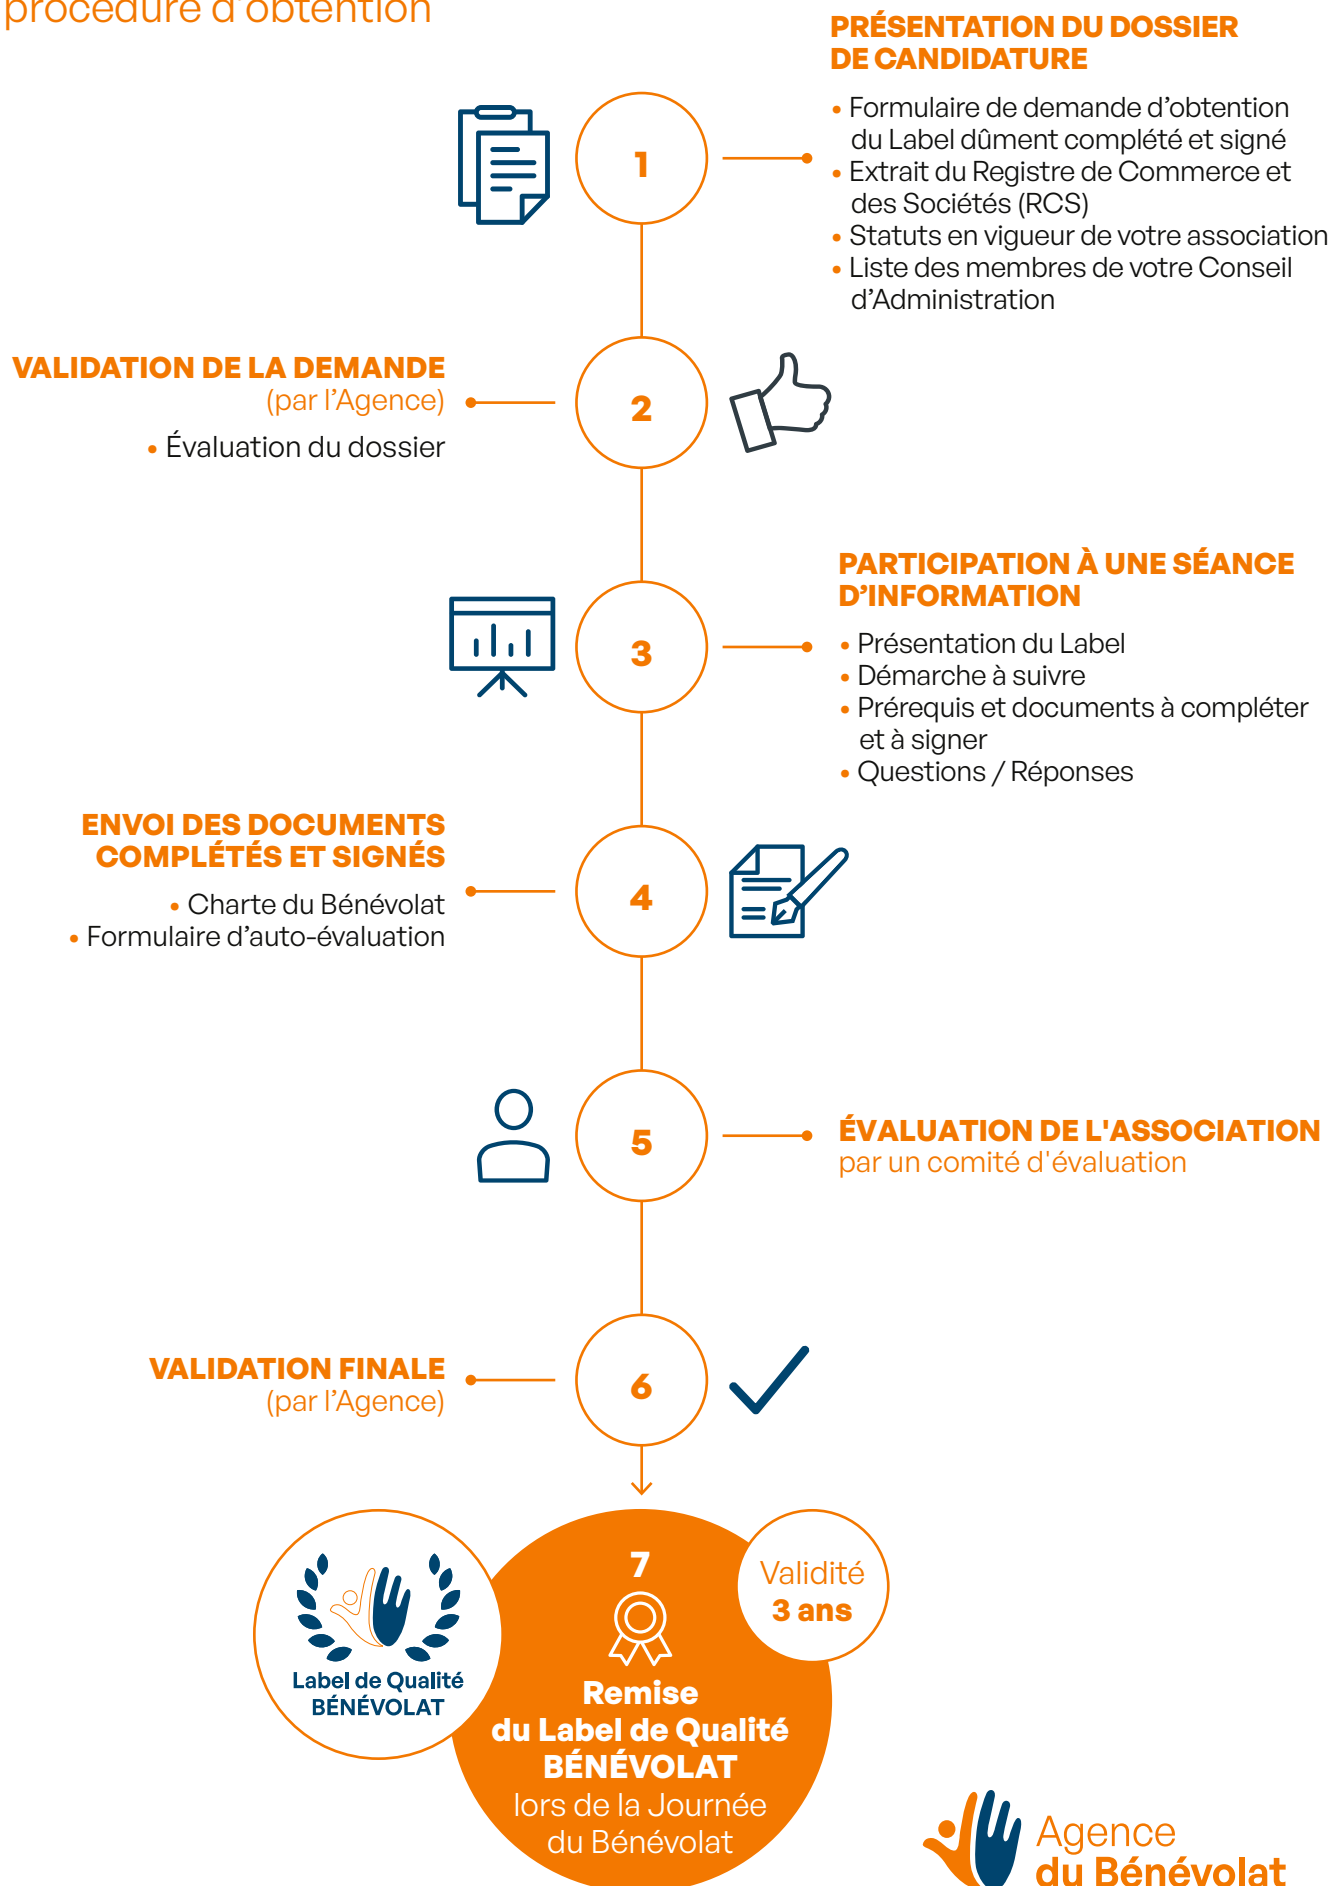 procédure d'obtention
PRÉSENTATION DU DOSSIER
DE CANDIDATURE
• Formulaire de demande d’obtention
du Label dûment complété et signé
• Extrait du Registre de Commerce et
des Sociétés (RCS)
• Statuts en vigueur de votre association
• Liste des membres de votre Conseil
d’Administration
1
VALIDATION DE LA DEMANDE
(par l’Agence)
• Évaluation du dossier
2
PARTICIPATION À UNE SÉANCE
D’INFORMATION
• Présentation du Label
• Démarche à suivre
• Prérequis et documents à compléter
et à signer
• Questions / Réponses
3
ENVOI DES DOCUMENTS
COMPLÉTÉS ET SIGNÉS
• Charte du Bénévolat
• Formulaire d’auto-évaluation
4
5
ÉVALUATION DE L'ASSOCIATION
par un comité d'évaluation
VALIDATION FINALE
(par l’Agence)
6
7
Validité
3 ans
Label de Qualité
BÉNÉVOLAT
Remise
du Label de Qualité
BÉNÉVOLAT
lors de la Journée
du Bénévolat
Agence
du Bénévolat